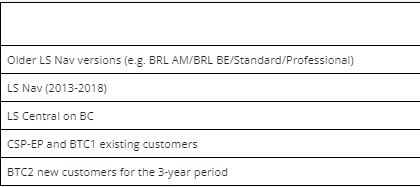 Older LS Nav versions (e.g. BRL AM/BRL BE/Standard/Professional)
LS Nav (2013-2018)
LS Central on BC
CSP-EP and BTC1 existing customers
BTC2 new customers for the 3-year period